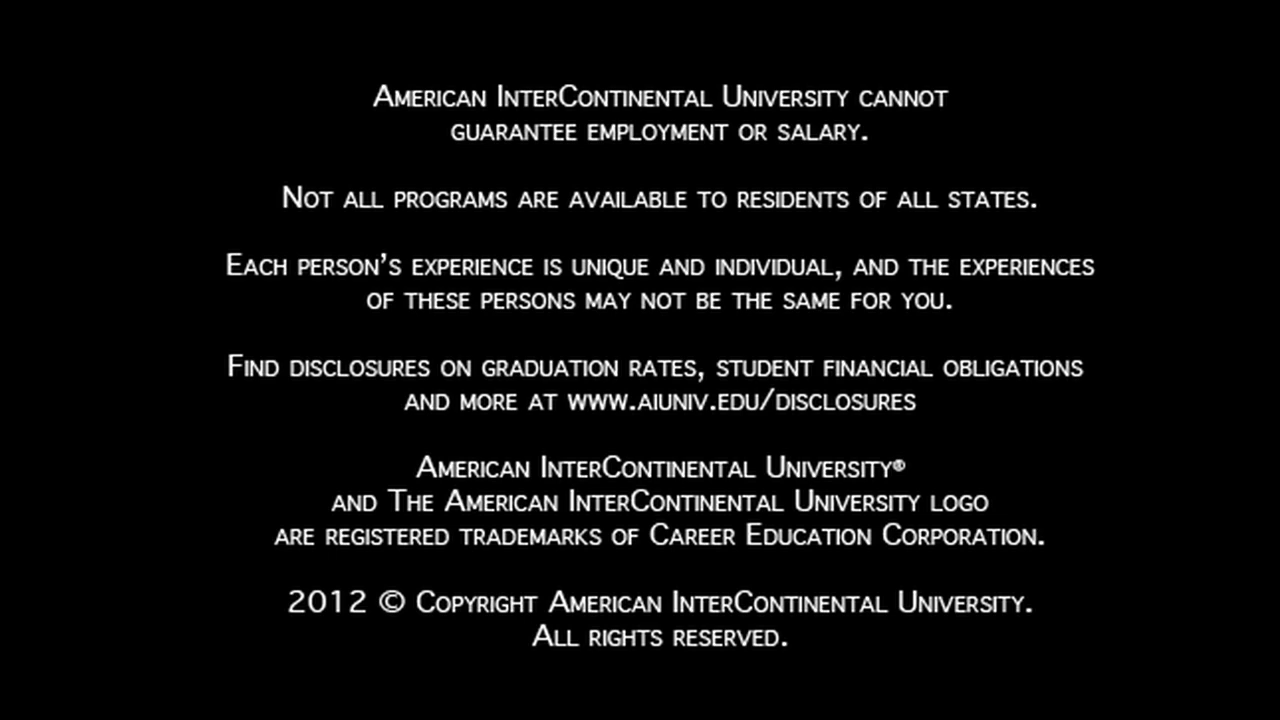 American InterContinental University cannot
guarantee employment or salary.
Not all programs are available to residents of all states.
Each person's experience is unique and individual, and the experiences
of these persons may not be the same for you.
Find disclosures on graduation rates, student financial obligations
and more at www.aiuniv.edu/disclosures
American InterContinental University®
and The American InterContinental University logo
are registered trademarks of Career Education Corporation.
2012 © Copyright American InterContinental University.
All rights reserved.